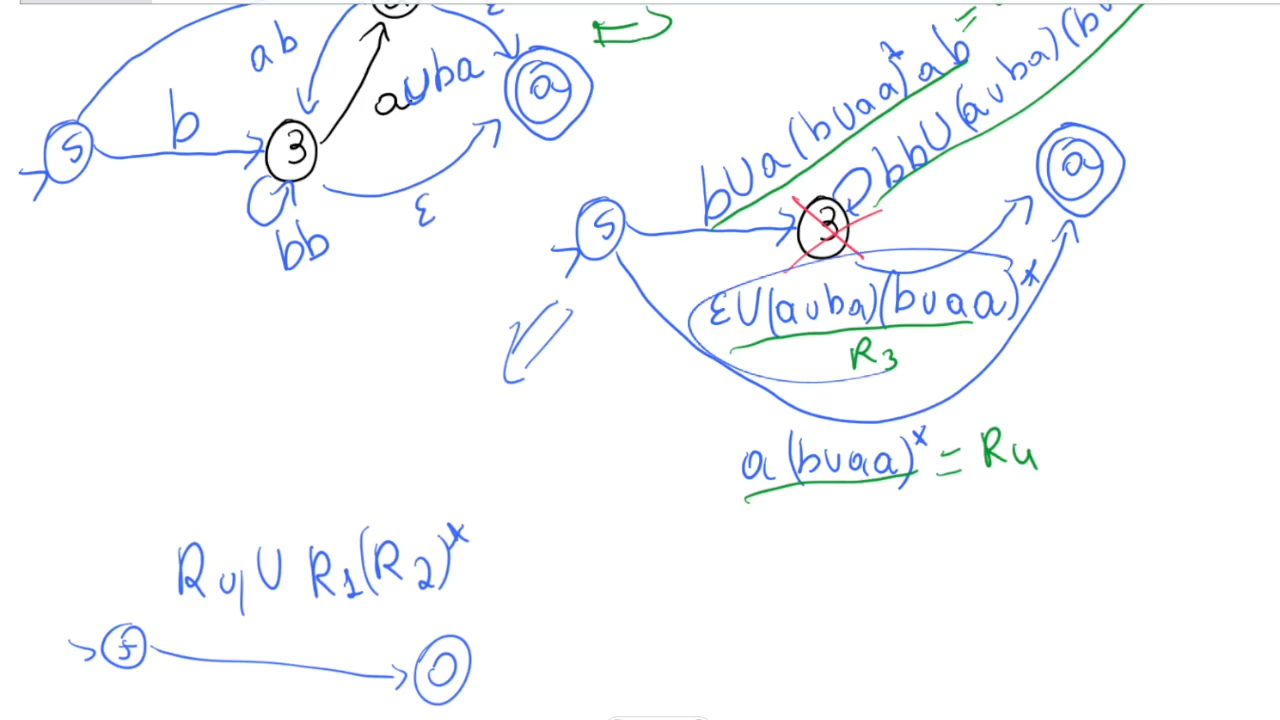 ab
b
a∪ba
a
S
3
ε
bb
b∪a(b∪aa)*ab =
bb∪(a∪ba)(b∪
a
S
3
ε∪(a∪ba)(b∪aa)*
R3
a(b∪aa)* = R4
R4∪R1(R2)*